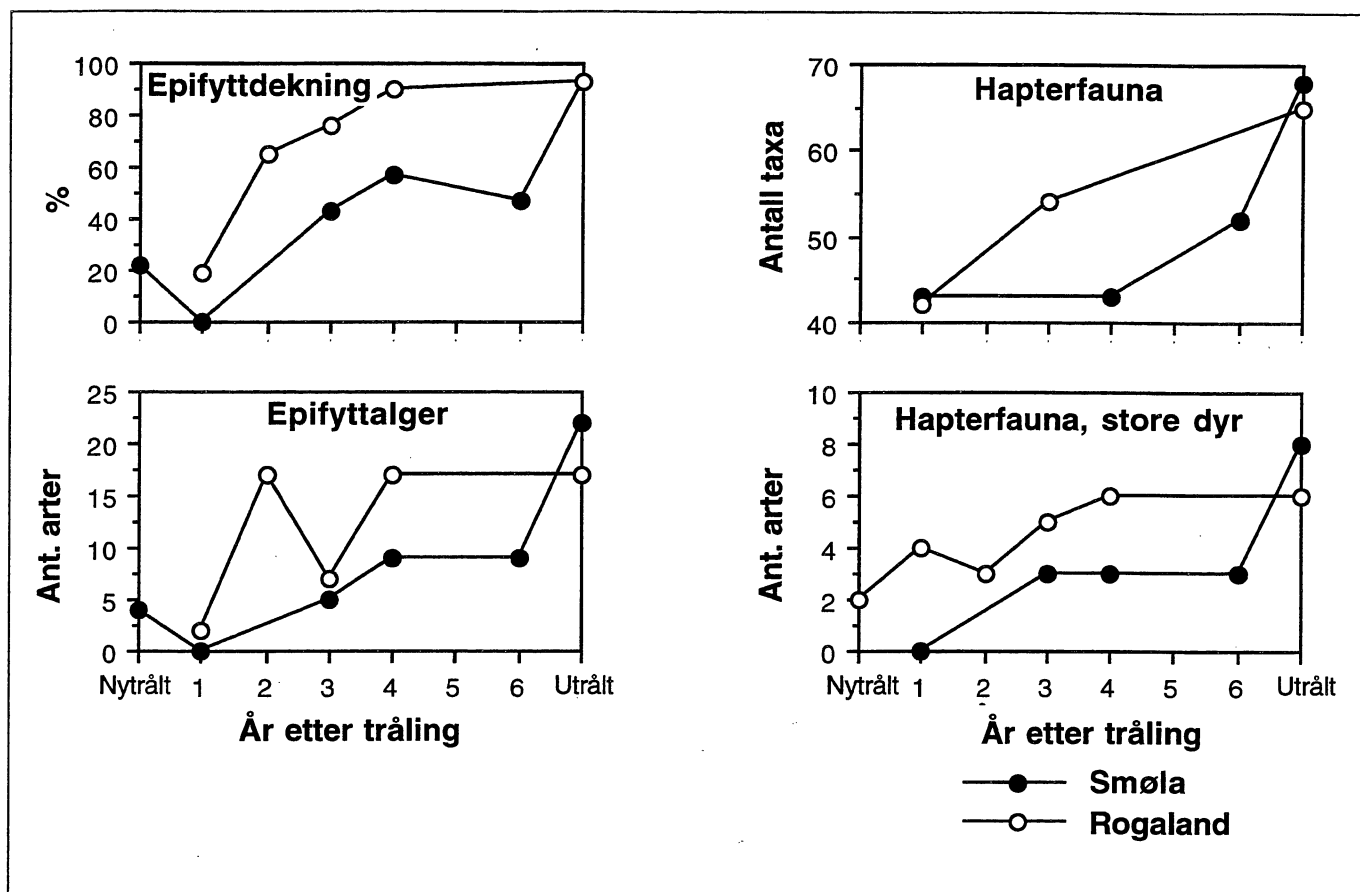 Epifyttdekning
%
100
80
60
40
20
0
Hapterfauna
Antall taxa
70
60
50
40
Epifyttalger
Ant. arter
25
20
15
10
5
0
Nytrålt 1 2 3 4 5 6 Utrålt
År etter tråling
Hapterfauna, store dyr
Ant. arter
10
8
6
4
2
0
Nytrålt 1 2 3 4 5 6 Utrålt
År etter tråling
Smøla
Rogaland